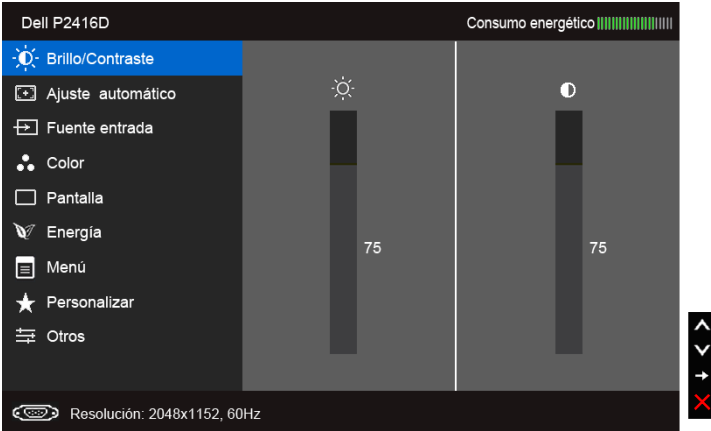 Dell P2416D
Consumo energético
Brillo/Contraste
Ajuste automático
Fuente entrada
Color
Pantalla
Energía
Menú
Personalizar
Otros
75
75
Resolución: 2048x1152, 60Hz